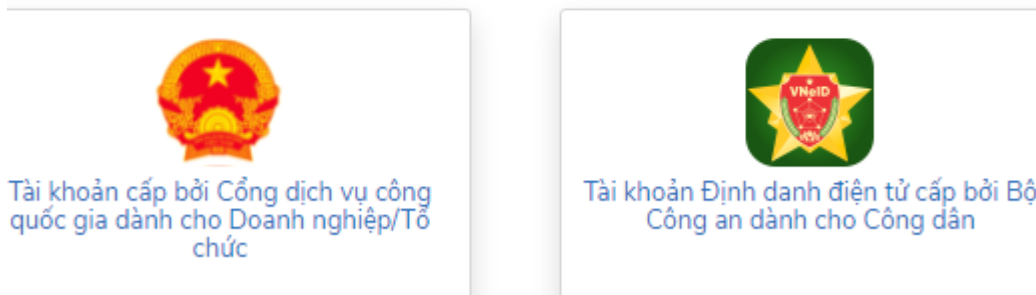 VNeID
Tài khoản cấp bởi Cổng dịch vụ công
quốc gia dành cho Doanh nghiệp/Tổ
chức
Tài khoản Định danh điện tử cấp bởi Bộ
Công an dành cho Công dân